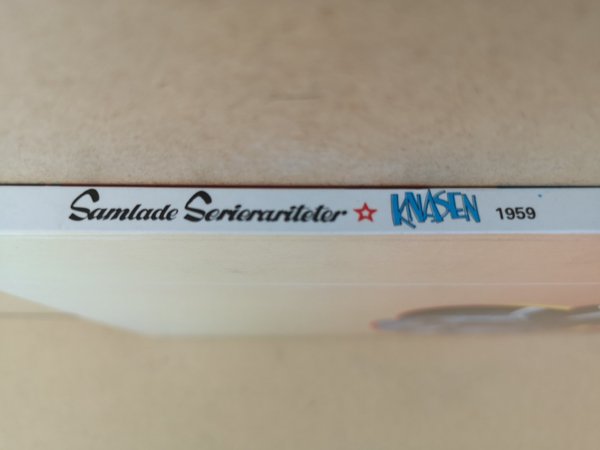 Samlade Serierariteter ☆ KNASEN 1959